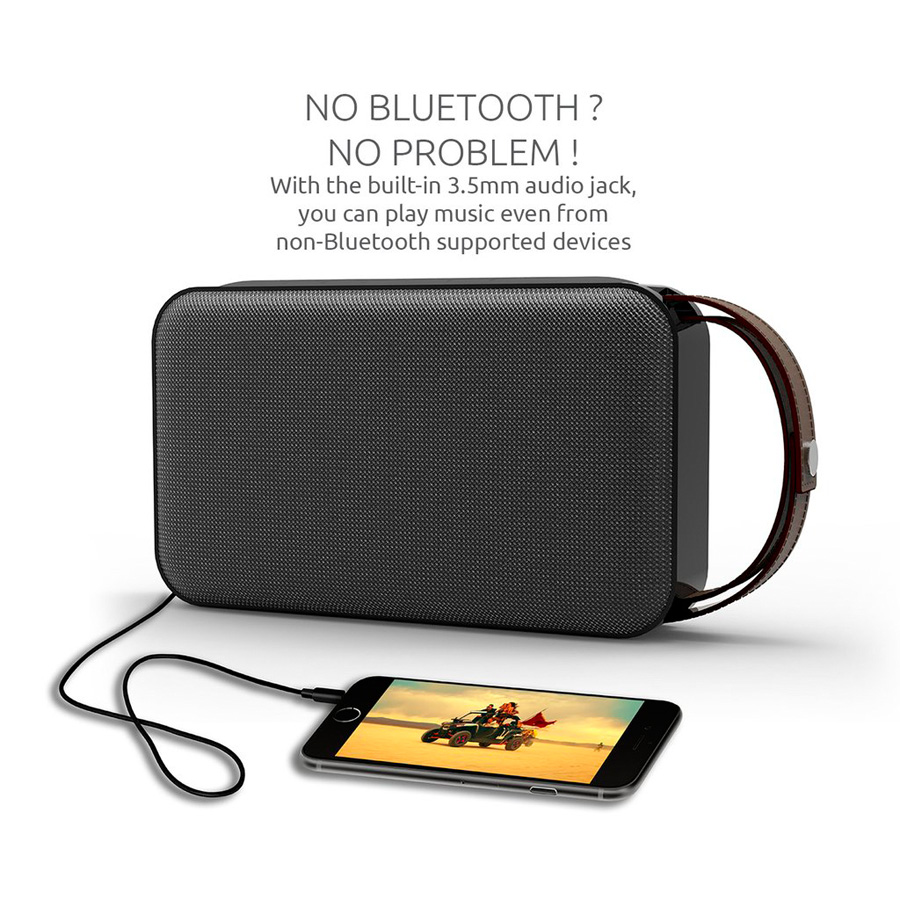 NO BLUETOOTH ?
NO PROBLEM !
With the built-in 3.5mm audio jack,
you can play music even from
non-Bluetooth supported devices